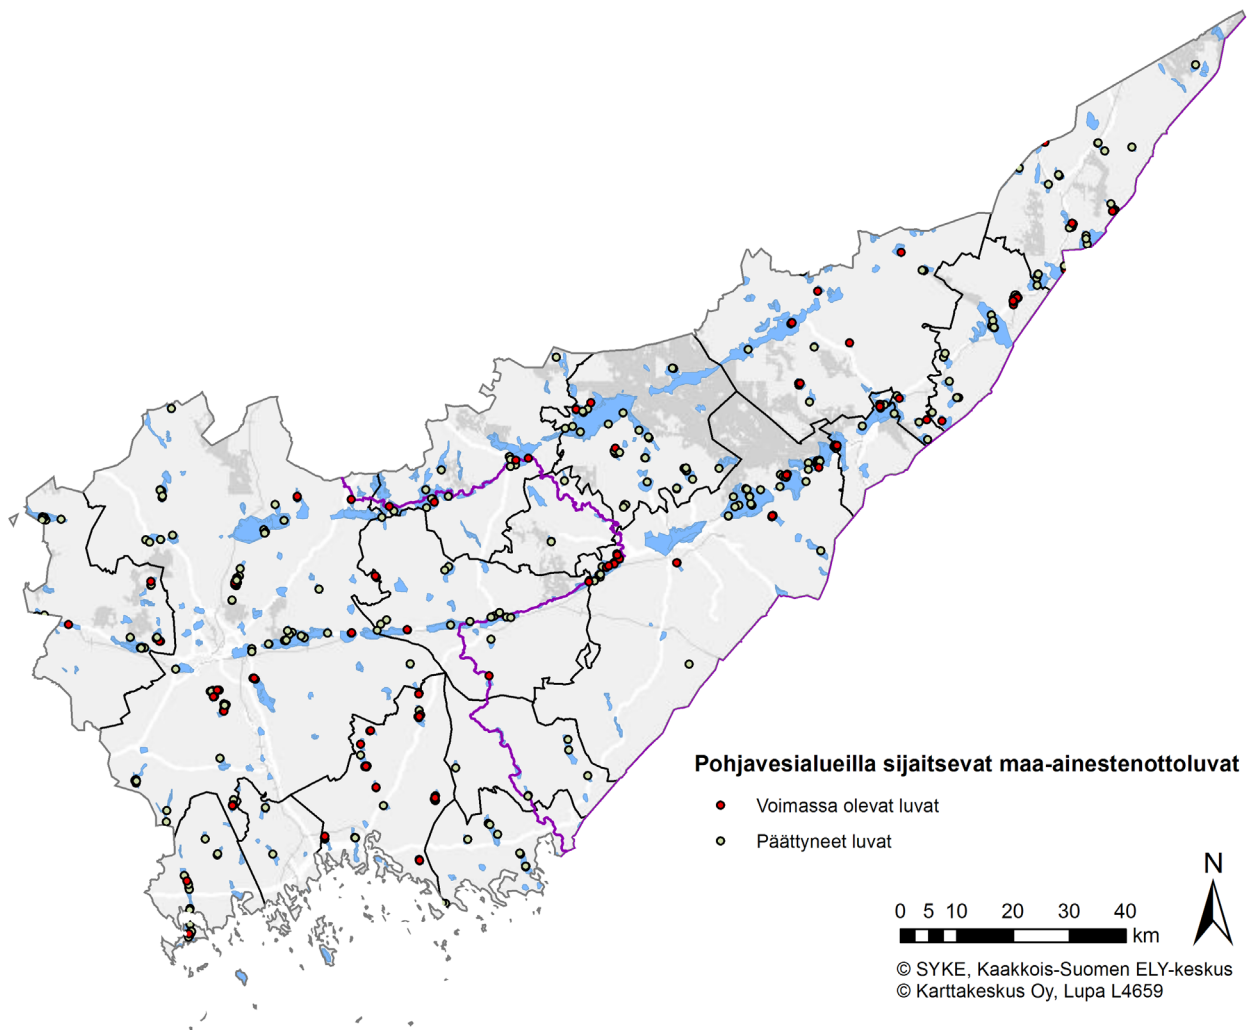 Pohjavesialueilla sijaitsevat maa-ainestenottoluvat
Voimassa olevat luvat
Päättyneet luvat
N
0 5 10 20 30 40
km
© SYKE, Kaakkois-Suomen ELY-keskus
© Karttakeskus Oy, Lupa L4659